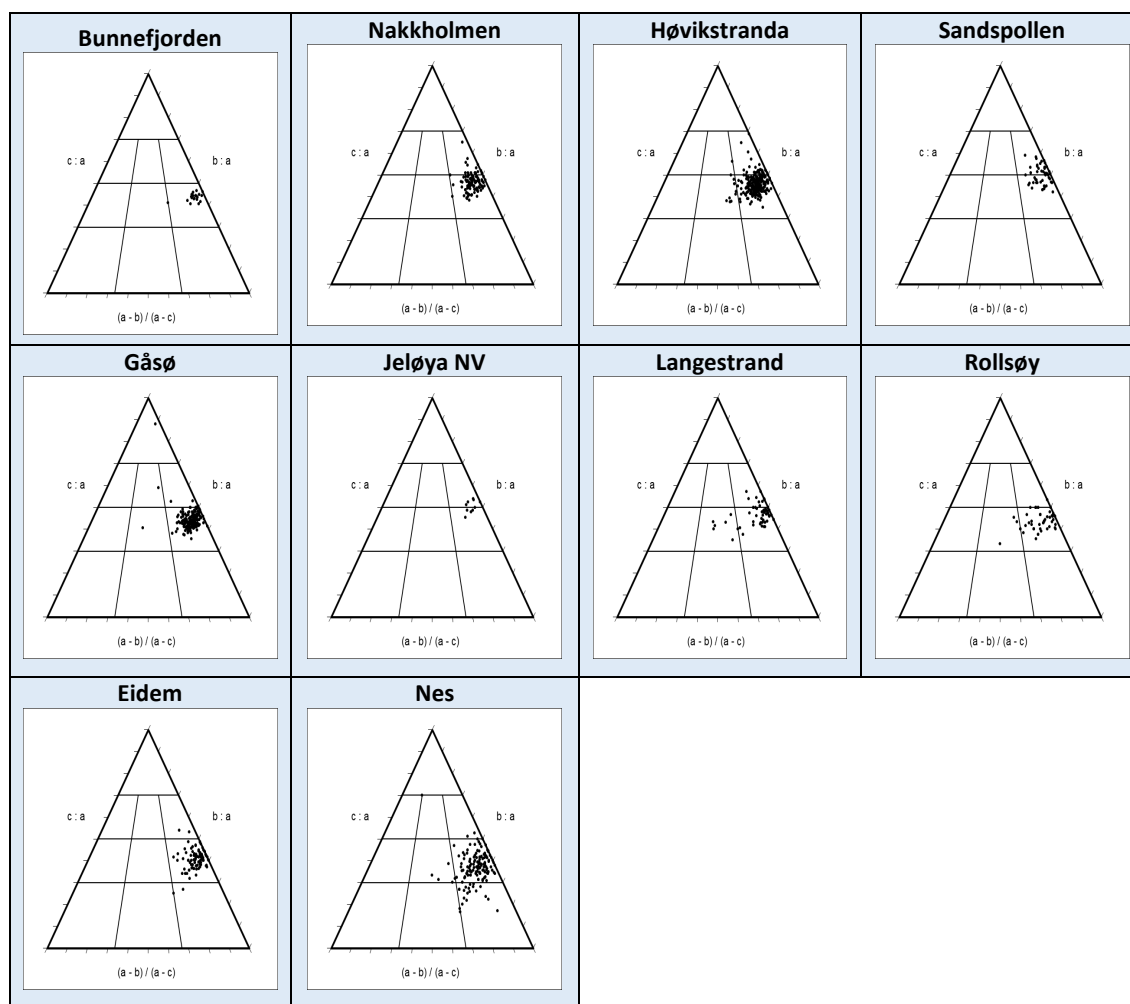 Bunnefjorden
Nakkholmen
Høvikstranda
Sandspollen
c : a
b : a
c : a
b : a
c : a
b : a
c : a
b : a
(a - b) / (a - c)
(a - b) / (a - c)
(a - b) / (a - c)
(a - b) / (a - c)
Gåsø
Jeløya NV
Langestrand
Rollsøy
c : a
b : a
c : a
b : a
c : a
b : a
c : a
b : a
(a - b) / (a - c)
(a - b) / (a - c)
(a - b) / (a - c)
(a - b) / (a - c)
Eidem
Nes
c : a
b : a
c : a
b : a
(a - b) / (a - c)
(a - b) / (a - c)